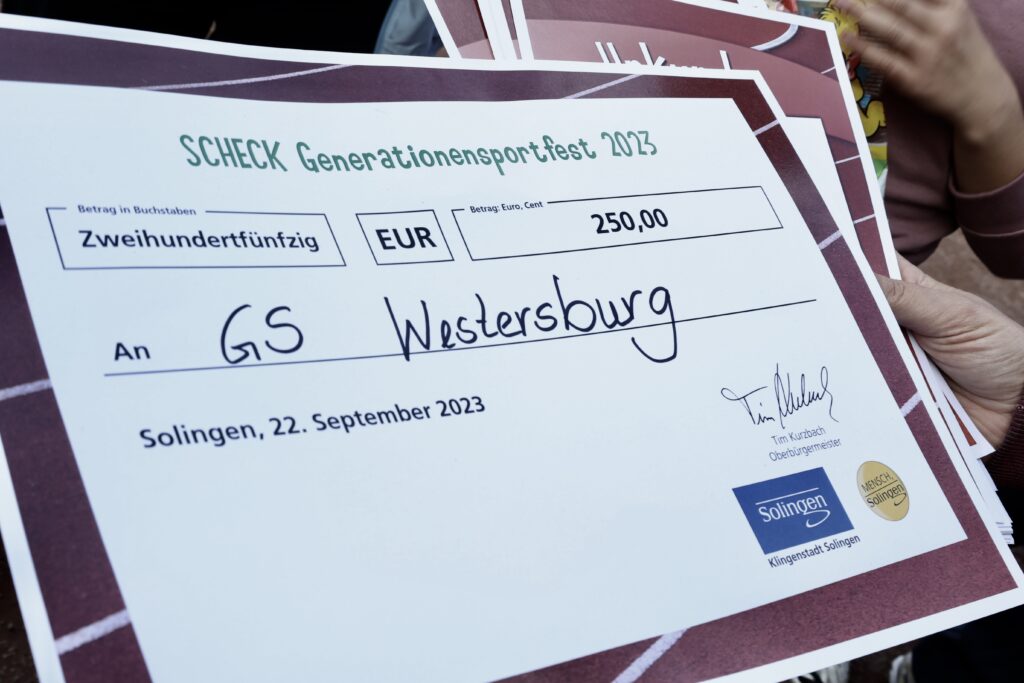 SCHECK Generationensportfest 2023
Betrag in Buchstaben
Zweihundertfünfzig
EUR
Betrag: Euro, Cent
250,00
An GS Westersburg
Solingen, 22. September 2023
Tim Kurzbach
Oberbürgermeister
Solingen
Klingenstadt Solingen
MENSCH,
Solingen